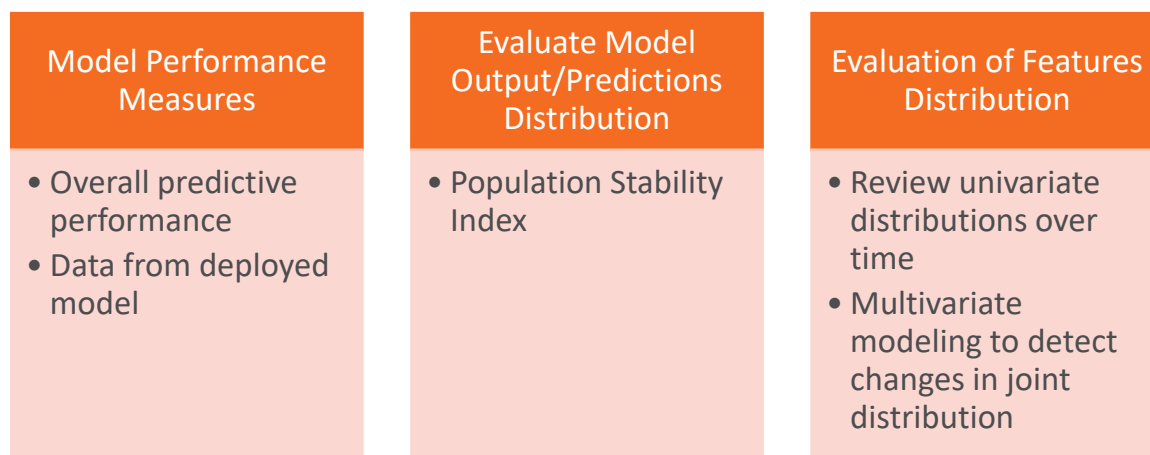 Model Performance
Measures
• Overall predictive
performance
• Data from deployed
model
Evaluate Model
Output/Predictions
Distribution
• Population Stability
Index
Evaluation of Features
Distribution
• Review univariate
distributions over
time
• Multivariate
modeling to detect
changes in joint
distribution